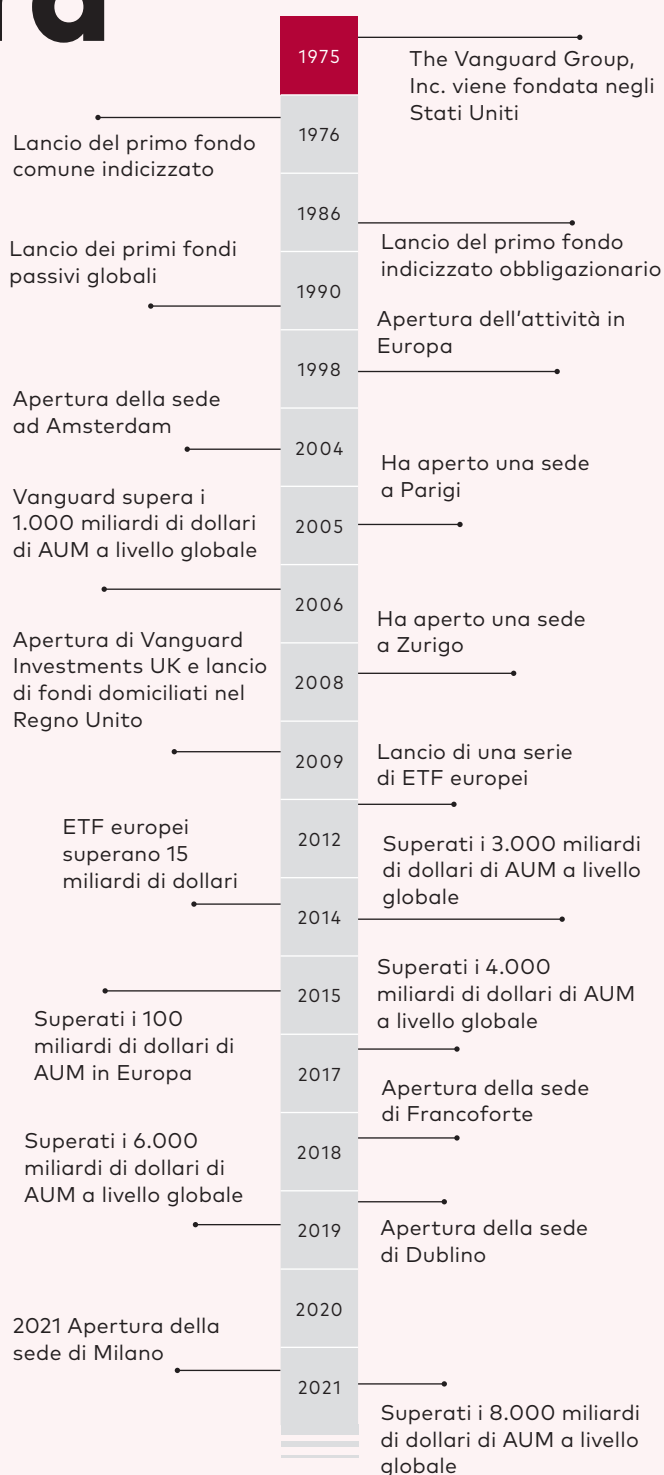 1975
The Vanguard Group,
Inc. viene fondata negli
Stati Uniti
1976
Lancio del primo fondo
comune indicizzato
1986
Lancio del primo fondo
indicizzato obbligazionario
Lancio dei primi fondi
passivi globali
1990
Apertura dell'attività in
Europa
1998
Apertura della sede
ad Amsterdam
2004
Ha aperto una sede
a Parigi
2005
Vanguard supera i
1.000 miliardi di dollari
di AUM a livello globale
2006
Ha aperto una sede
a Zurigo
2008
Apertura di Vanguard
Investments UK e lancio
di fondi domiciliati nel
Regno Unito
2009
Lancio di una serie
di ETF europei
2012
ETF europei
superano 15
miliardi di dollari
2014
Superati i 3.000 miliardi
di dollari di AUM a livello
globale
2015
Superati i 100
miliardi di dollari di
AUM in Europa
Superati i 4.000
miliardi di dollari di AUM
a livello globale
2017
Apertura della sede
di Francoforte
2018
Superati i 6.000
miliardi di dollari di
AUM a livello globale
2019
Apertura della sede
di Dublino
2020
2021 Apertura della
sede di Milano
2021
Superati i 8.000 miliardi
di dollari di AUM a livello
globale